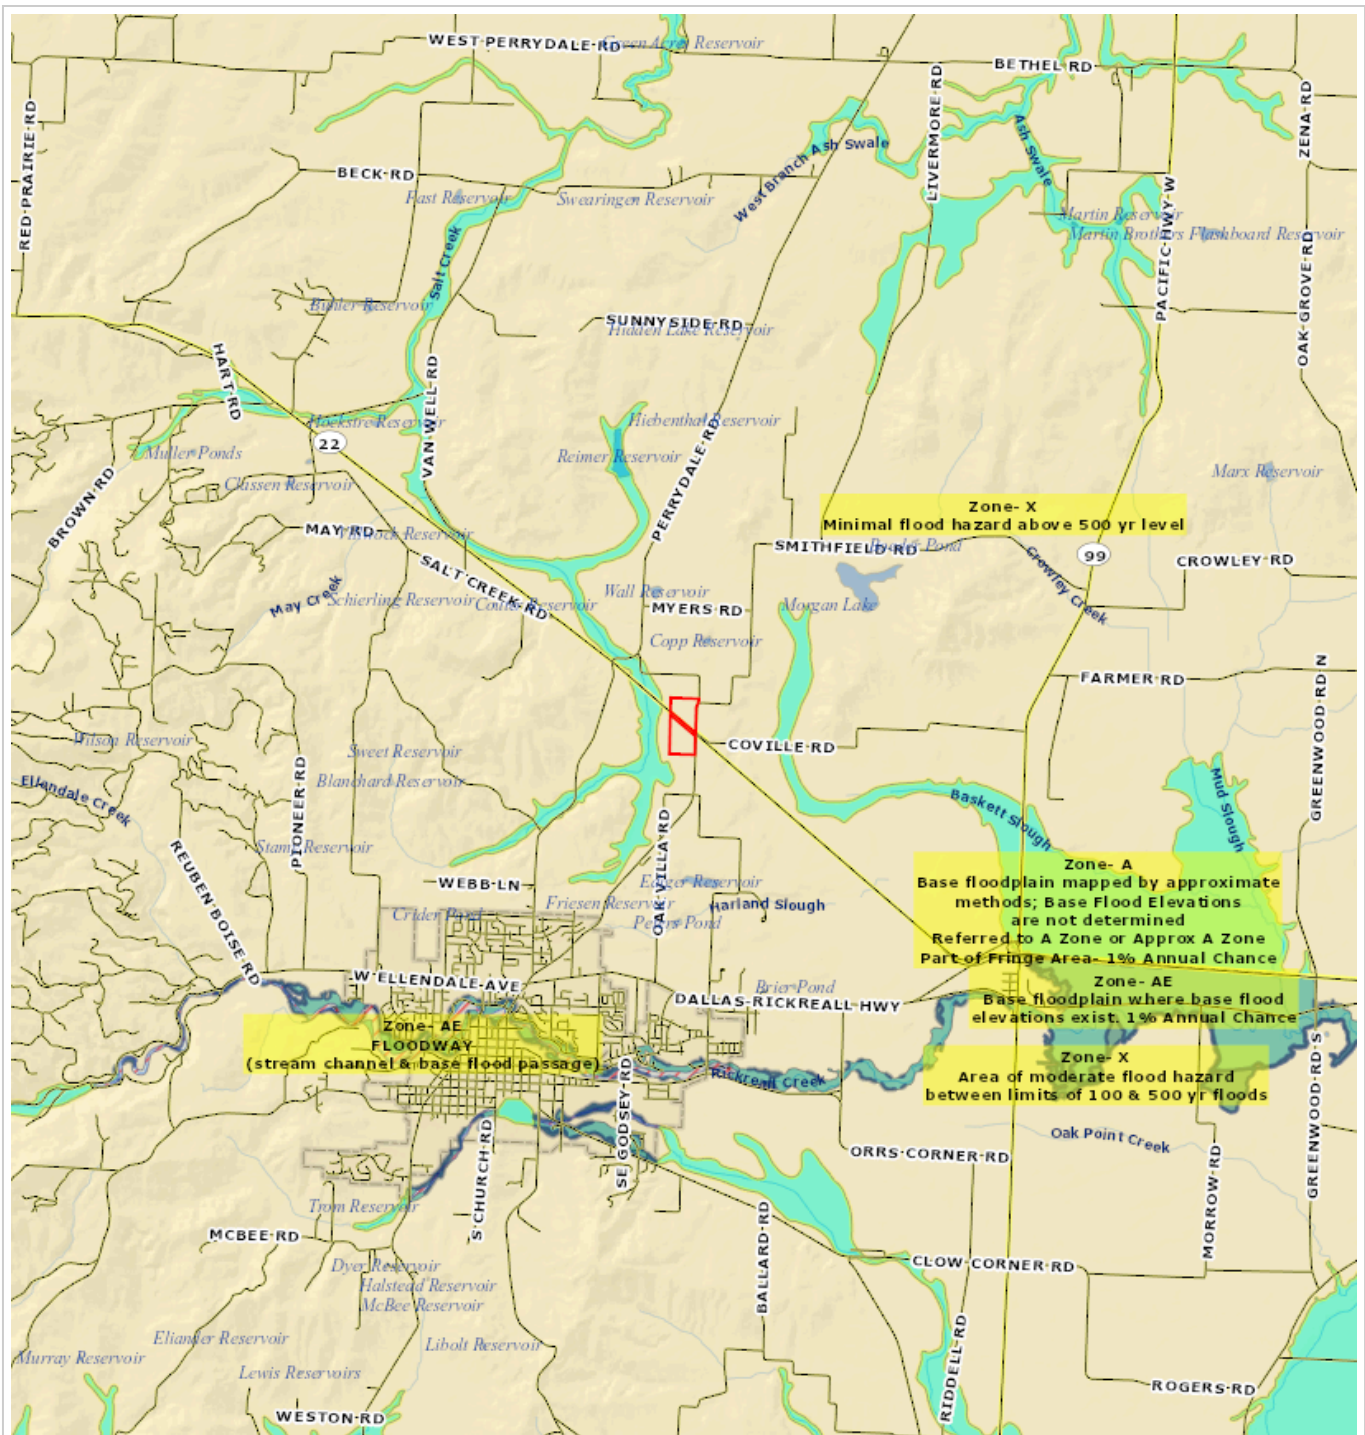 WEST PERRYDALE RD
Green Acres Reservoir
BETHEL RD
RED PRAIRIE RD
LIVERMORE RD
ZENA RD
Ash Swale
West Branch Ash Swale
BECK RD
Fast Reservoir
Swearingen Reservoir
Martin Reservoir
Martin Brothers Flashboard Reservoir
PACIFIC HWY W
OAK GROVE RD
Salt Creek
Buhler Reservoir
SUNNYSIDE RD
Hidden Lake Reservoir
HART RD
VAN WELL RD
Hoekstre Reservoir
22
Hiebenthal Reservoir
Reimer Reservoir
PERRYDALE RD
Muller Ponds
Classen Reservoir
Marx Reservoir
BROWN RD
Zone- X
Minimal flood hazard above 500 yr level
MAY RD
SMITHFIELD RD
99
CROWLEY RD
Crowley Creek
SALT CREEK RD
May Creek
Schierling Reservoir
Wall Reservoir
MYERS RD
Morgan Lake
Copp Reservoir
FARMER RD
GREENWOOD RD N
Wilson Reservoir
Sweet Reservoir
COVILLE RD
Blanchard Reservoir
Ellendale Creek
PIONEER RD
Baskett Slough
Mud Slough
REUBEN BOISE RD
OAK VILLA RD
WEBB LN
Friesen Reservoir
Harland Slough
Peters Pond
Crider Pond
Zone- A
Base floodplain mapped by approximate
methods; Base Flood Elevations
are not determined
Referred to A Zone or Approx A Zone
Part of Fringe Area- 1% Annual Chance
W ELLENDALE AVE
Brier Pond
DALLAS-RICKREALL HWY
Zone- AE
Base floodplain where base flood
elevations exist. 1% Annual Chance
Zone- AE
FLOODWAY
(stream channel & base flood passage)
Rickreall Creek
Zone- X
Area of moderate flood hazard
between limits of 100 & 500 yr floods
SE GODSEY RD
GREENWOOD RD S
Oak Point Creek
ORRS CORNER RD
S CHURCH RD
MORROW RD
Trom Reservoir
MCBEE RD
BALLARD RD
CLOW CORNER RD
Dyer Reservoir
Halstead Reservoir
McBee Reservoir
Eliander Reservoir
Libolt Reservoir
Murray Reservoir
Lewis Reservoirs
RIDDELL RD
ROGERS RD
WESTON RD